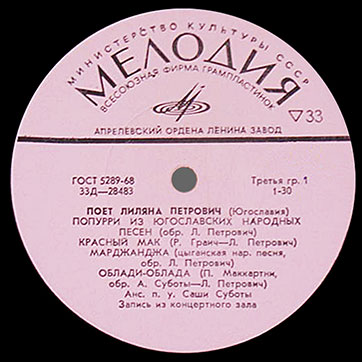 МИНИСТЕРСТВО КУЛЬТУРЫ СССР
МЕЛОДИЯ
ВСЕСОЮЗНАЯ ФИРМА ГРАМПЛАСТИНОК
▽33
АПРЕЛЕВСКИЙ ОРДЕНА ЛЕНИНА ЗАВОД
ГОСТ 5289-68
33Д—28483
Третья гр. 1
1-30
ПОЕТ ЛИЛЯНА ПЕТРОВИЧ (Югославия)
ПОПУРРИ ИЗ ЮГОСЛАВСКИХ НАРОДНЫХ
ПЕСЕН (обр. Л. Петрович)
КРАСНЫЙ МАК (Р. Граич—Л. Петрович)
МАРДЖАНДЖА (цыганская нар. песня,
обр. Л. Петрович)
ОБЛАДИ-ОБЛАДА (П. Маккартни,
обр. А. Суботы—Л. Петрович)
Анс. п/у Саши Суботы
Запись из концертного зала